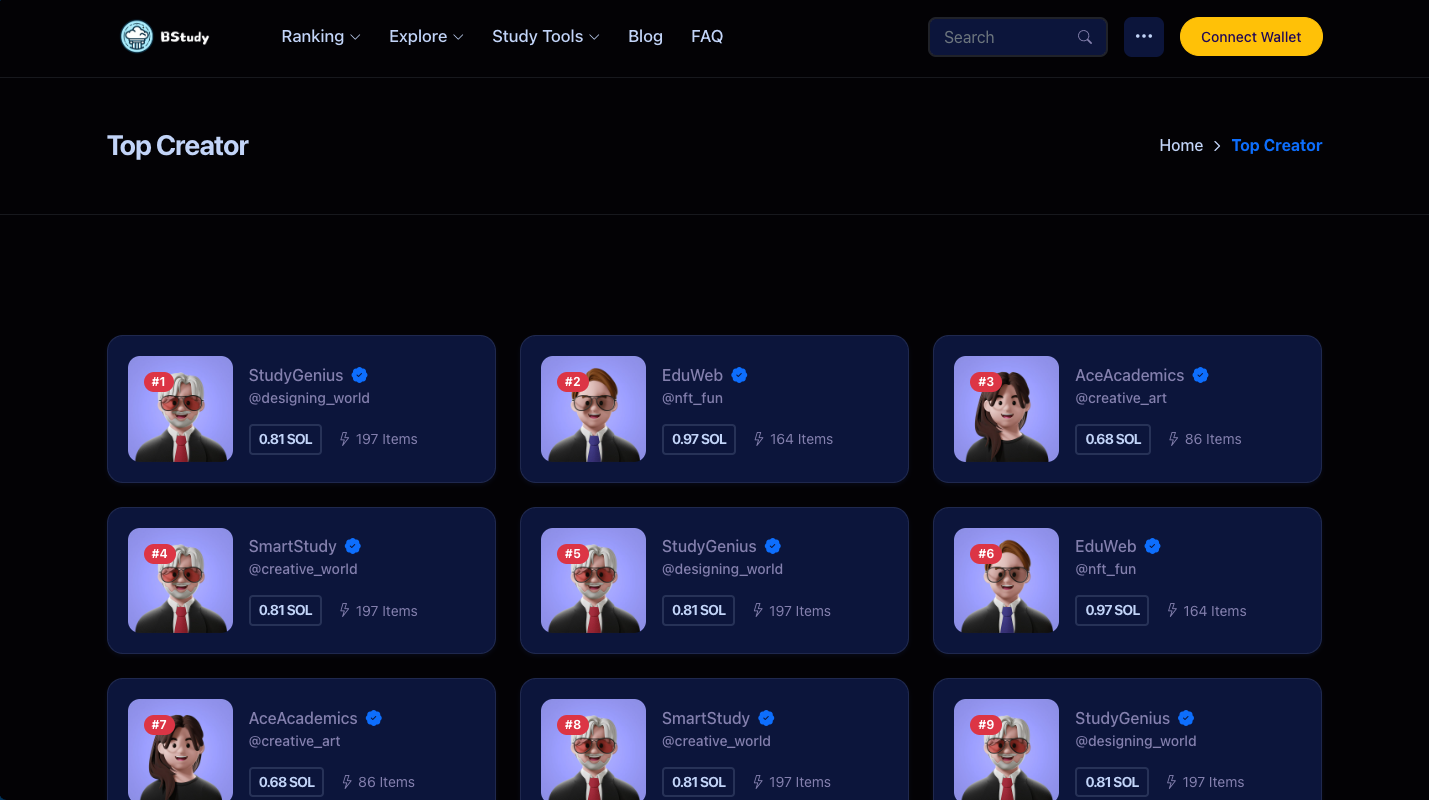 BStudy
Ranking
Explore
Study Tools
Blog
FAQ
Search
Connect Wallet
Top Creator
Home
Top Creator
#1
StudyGenius
@designing_world
0.81 SOL
197 Items
#2
EduWeb
@nft_fun
0.97 SOL
164 Items
#3
AceAcademics
@creative_art
0.68 SOL
86 Items
#4
SmartStudy
@creative_world
0.81 SOL
197 Items
#5
StudyGenius
@designing_world
0.81 SOL
197 Items
#6
EduWeb
@nft_fun
0.97 SOL
164 Items
#7
AceAcademics
@creative_art
0.68 SOL
86 Items
#8
SmartStudy
@creative_world
0.81 SOL
197 Items
#9
StudyGenius
@designing_world
0.81 SOL
197 Items